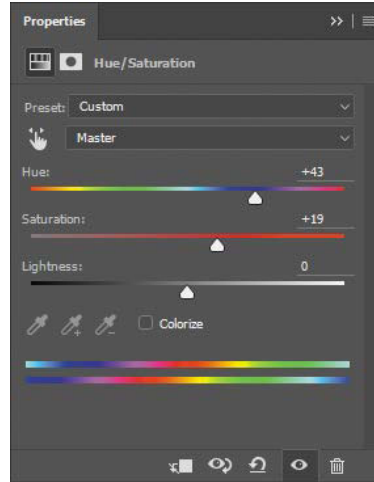 Properties
Hue/Saturation
Preset: Custom
Master
Hue: +43
Saturation: +19
Lightness: 0
Colorize